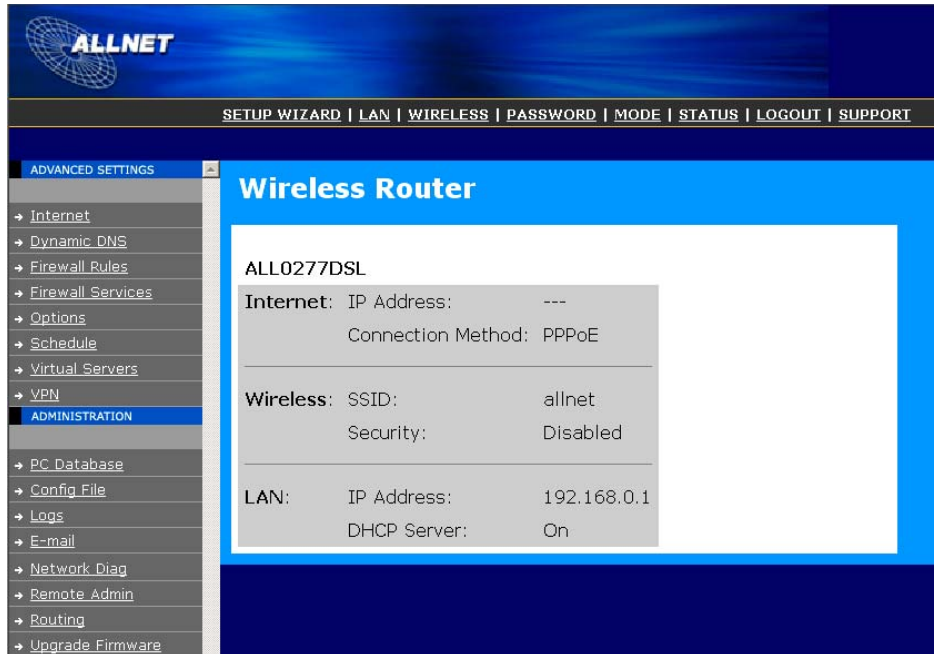 ALLNET
SETUP WIZARD | LAN | WIRELESS | PASSWORD | MODE | STATUS | LOGOUT | SUPPORT
ADVANCED SETTINGS
Internet
Dynamic DNS
Firewall Rules
Firewall Services
Options
Schedule
Virtual Servers
VPN
ADMINISTRATION
PC Database
Config File
Logs
E-mail
Network Diag
Remote Admin
Routing
Upgrade Firmware
Wireless Router
ALL0277DSL
Internet: IP Address: ---
Connection Method: PPPoE
Wireless: SSID: allnet
Security: Disabled
LAN: IP Address: 192.168.0.1
DHCP Server: On